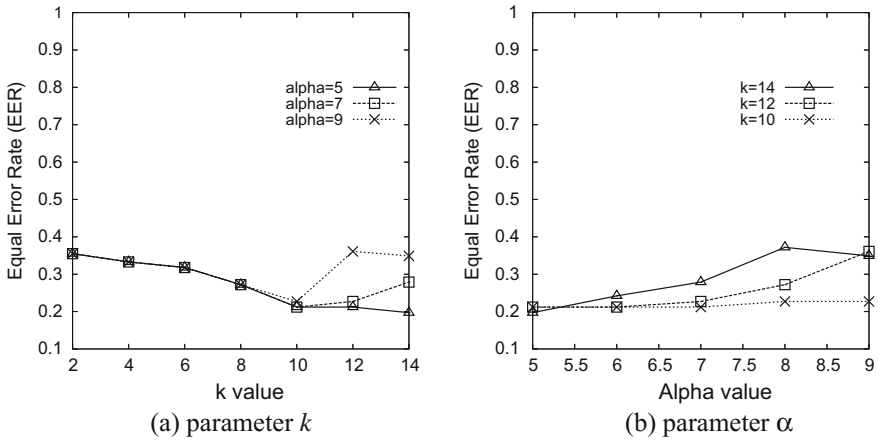 1
0.9
0.8
0.7
0.6
0.5
0.4
0.3
0.2
0.1
Equal Error Rate (EER)
alpha=5
alpha=7
alpha=9
2 4 6 8 10 12 14
k value
(a) parameter k
1
0.9
0.8
0.7
0.6
0.5
0.4
0.3
0.2
0.1
Equal Error Rate (EER)
k=14
k=12
k=10
5 5.5 6 6.5 7 7.5 8 8.5 9
Alpha value
(b) parameter α